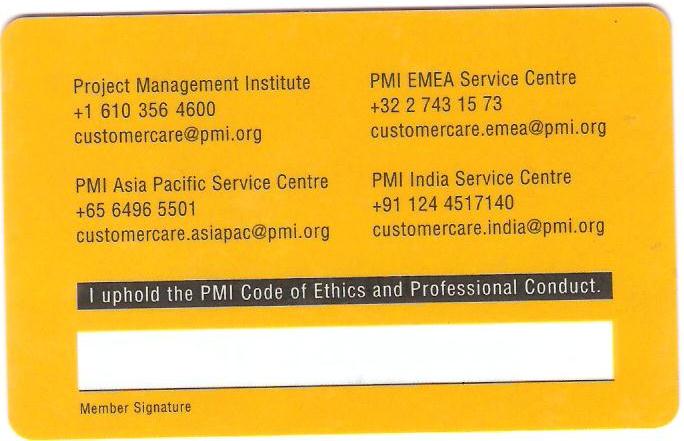 Project Management Institute
+1 610 356 4600
customercare@pmi.org
PMI EMEA Service Centre
+32 2 743 15 73
customercare.emea@pmi.org
PMI Asia Pacific Service Centre
+65 6496 5501
customercare.asiapac@pmi.org
PMI India Service Centre
+91 124 4517140
customercare.india@pmi.org
I uphold the PMI Code of Ethics and Professional Conduct.
Member Signature